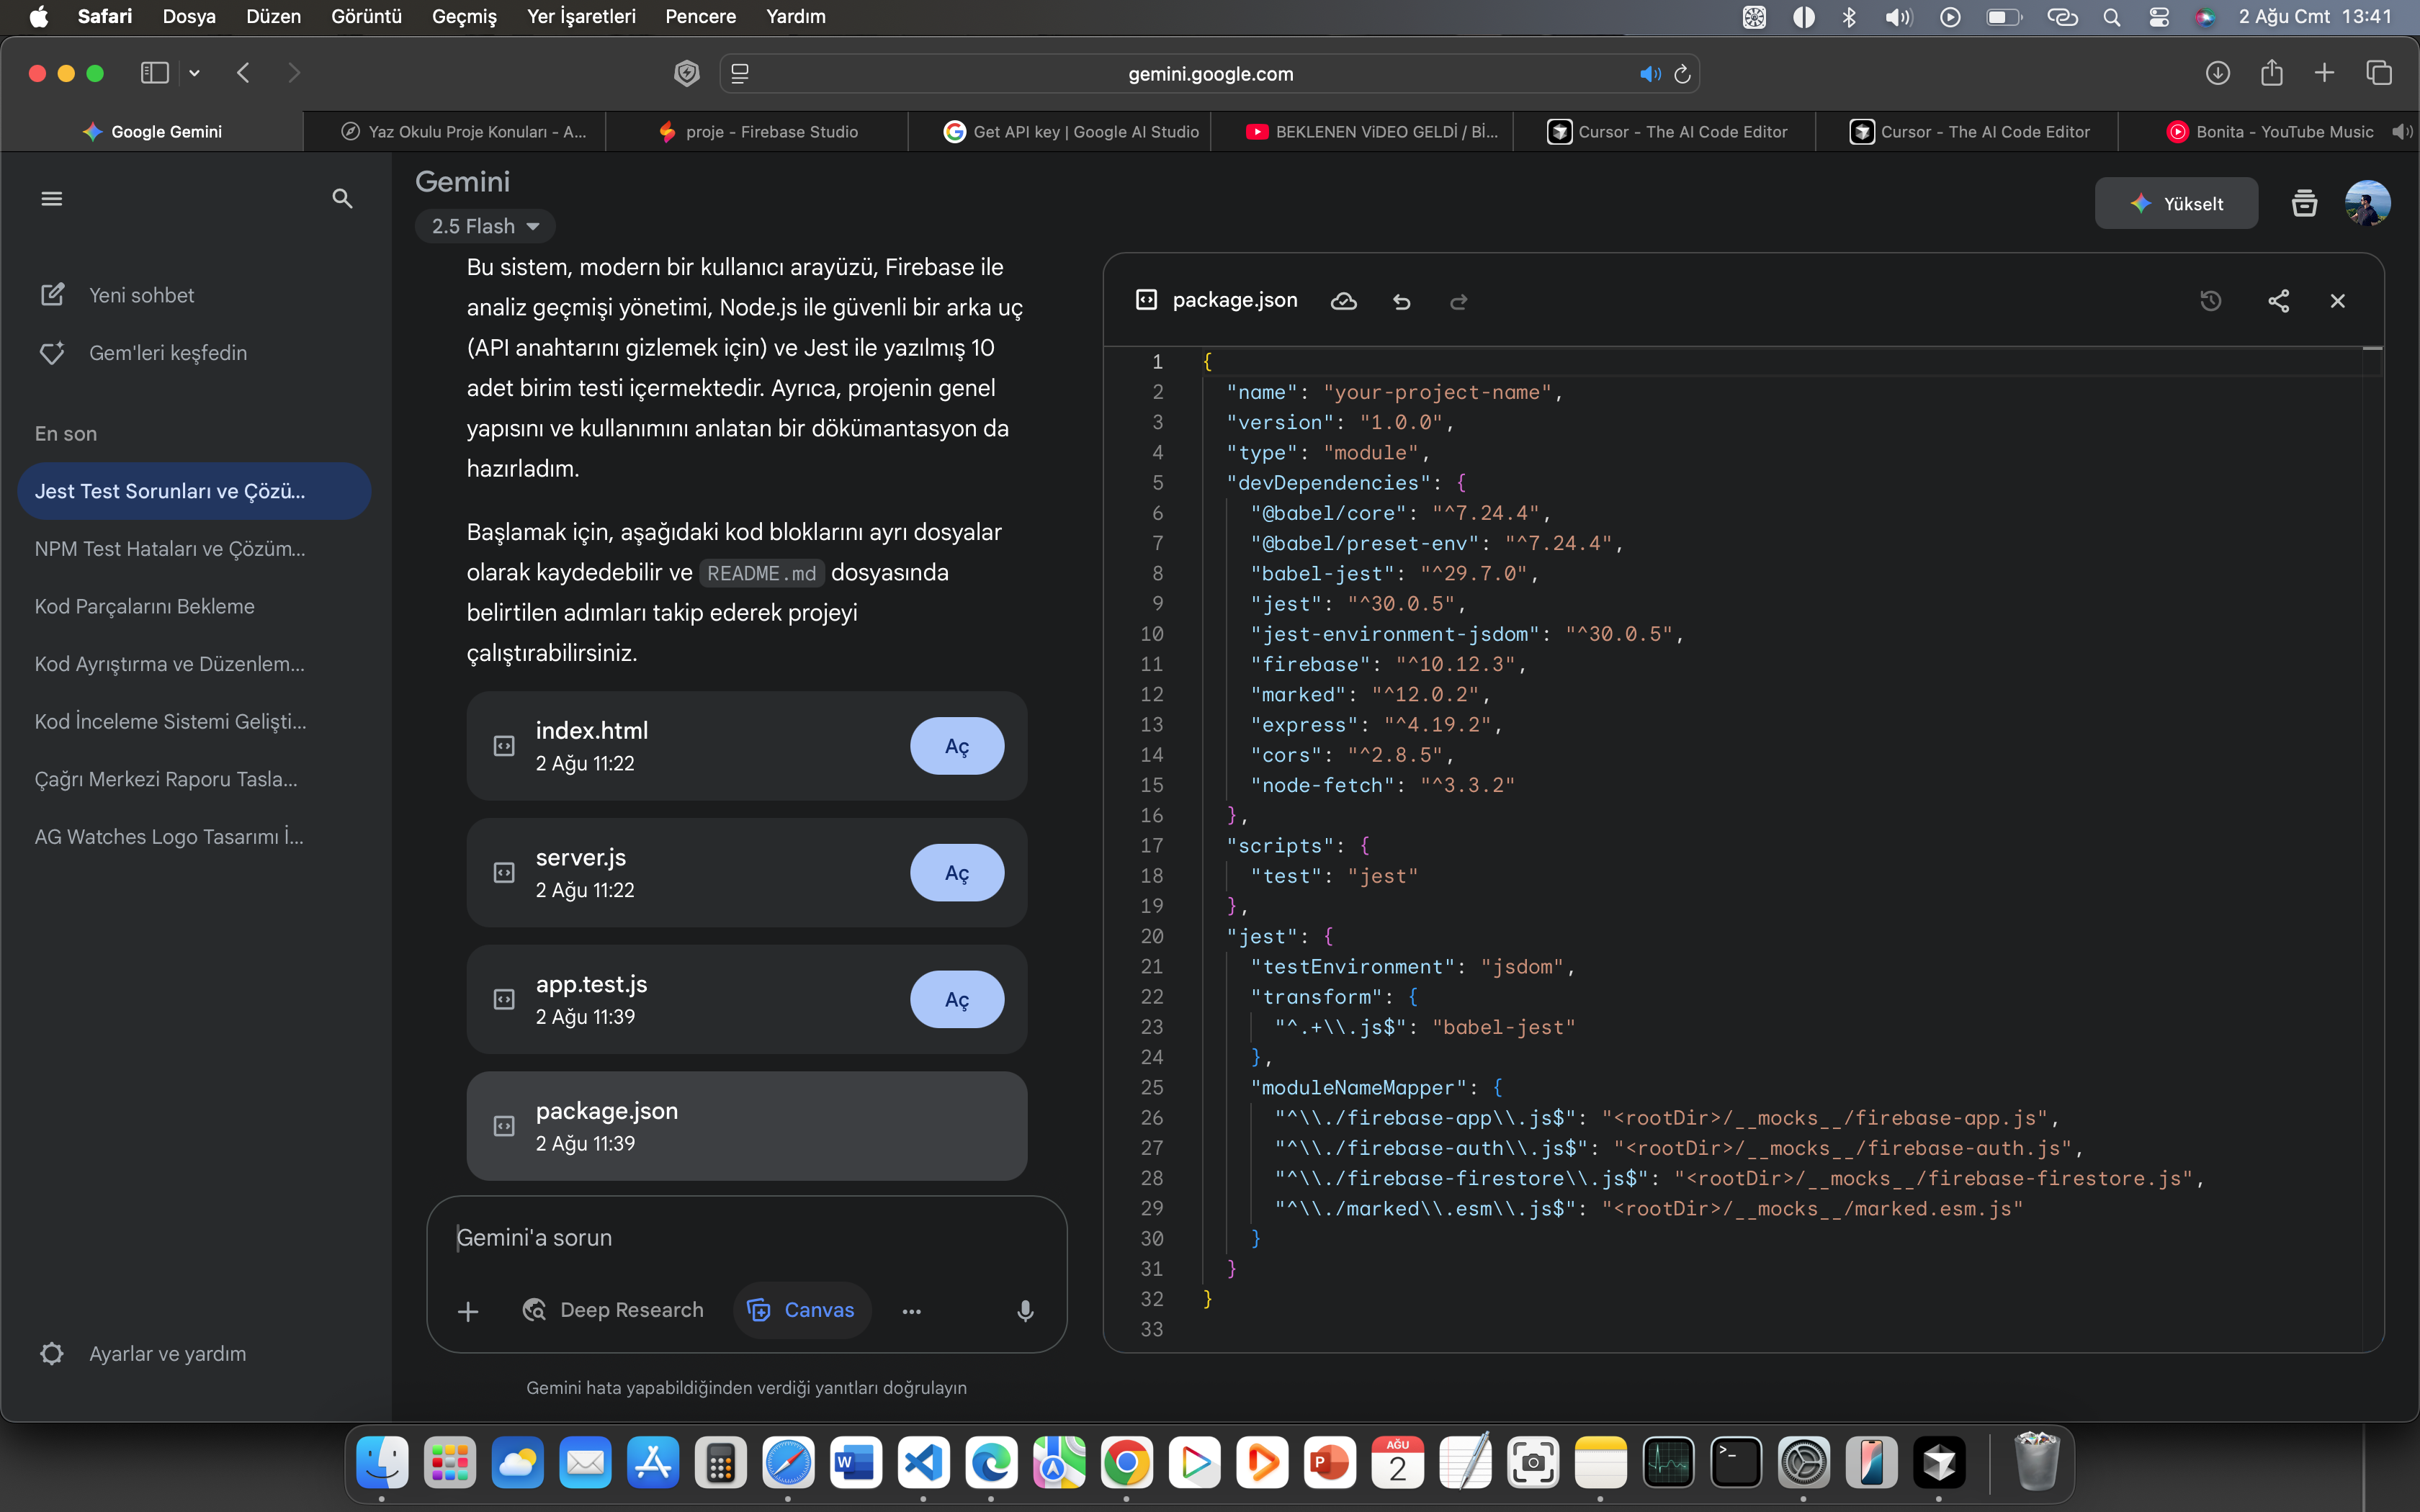 Safari Dosya Düzen Görüntü Geçmiş Yer İşaretleri Pencere Yardım 2 Ağu Cmt 13:41
gemini.google.com
Google Gemini
Yaz Okulu Proje Konuları - A...
proje - Firebase Studio
Get API key | Google AI Studio
BEKLENEN ViDEO GELDİ / Bİ...
Cursor - The AI Code Editor
Cursor - The AI Code Editor
Bonita - YouTube Music
Yeni sohbet
Gem'leri keşfedin
En son
Jest Test Sorunları ve Çözü...
NPM Test Hataları ve Çözüm...
Kod Parçalarını Bekleme
Kod Ayrıştırma ve Düzenlem...
Kod İnceleme Sistemi Gelişti...
Çağrı Merkezi Raporu Tasla...
AG Watches Logo Tasarımı İ...
Ayarlar ve yardım
Gemini
2.5 Flash
Yükselt
Bu sistem, modern bir kullanıcı arayüzü, Firebase ile
analiz geçmişi yönetimi, Node.js ile güvenli bir arka uç
(API anahtarını gizlemek için) ve Jest ile yazılmış 10
adet birim testi içermektedir. Ayrıca, projenin genel
yapısını ve kullanımını anlatan bir dökümantasyon da
hazırladım.
Başlamak için, aşağıdaki kod bloklarını ayrı dosyalar
olarak kaydedebilir ve README.md dosyasında
belirtilen adımları takip ederek projeyi
çalıştırabilirsiniz.
index.html
2 Ağu 11:22
Aç
server.js
2 Ağu 11:22
Aç
app.test.js
2 Ağu 11:39
Aç
package.json
2 Ağu 11:39
Gemini'a sorun
Deep Research
Canvas
Gemini hata yapabildiğinden verdiği yanıtları doğrulayın
package.json
1 {
2 "name": "your-project-name",
3 "version": "1.0.0",
4 "type": "module",
5 "devDependencies": {
6 "@babel/core": "^7.24.4",
7 "@babel/preset-env": "^7.24.4",
8 "babel-jest": "^29.7.0",
9 "jest": "^30.0.5",
10 "jest-environment-jsdom": "^30.0.5",
11 "firebase": "^10.12.3",
12 "marked": "^12.0.2",
13 "express": "^4.19.2",
14 "cors": "^2.8.5",
15 "node-fetch": "^3.3.2"
16 },
17 "scripts": {
18 "test": "jest"
19 },
20 "jest": {
21 "testEnvironment": "jsdom",
22 "transform": {
23 "^.+\\.js$": "babel-jest"
24 },
25 "moduleNameMapper": {
26 "^\\./firebase-app\\.js$": "<rootDir>/__mocks__/firebase-app.js",
27 "^\\./firebase-auth\\.js$": "<rootDir>/__mocks__/firebase-auth.js",
28 "^\\./firebase-firestore\\.js$": "<rootDir>/__mocks__/firebase-firestore.js",
29 "^\\./marked\\.esm\\.js$": "<rootDir>/__mocks__/marked.esm.js"
30 }
31 }
32 }
33
AĞU
2